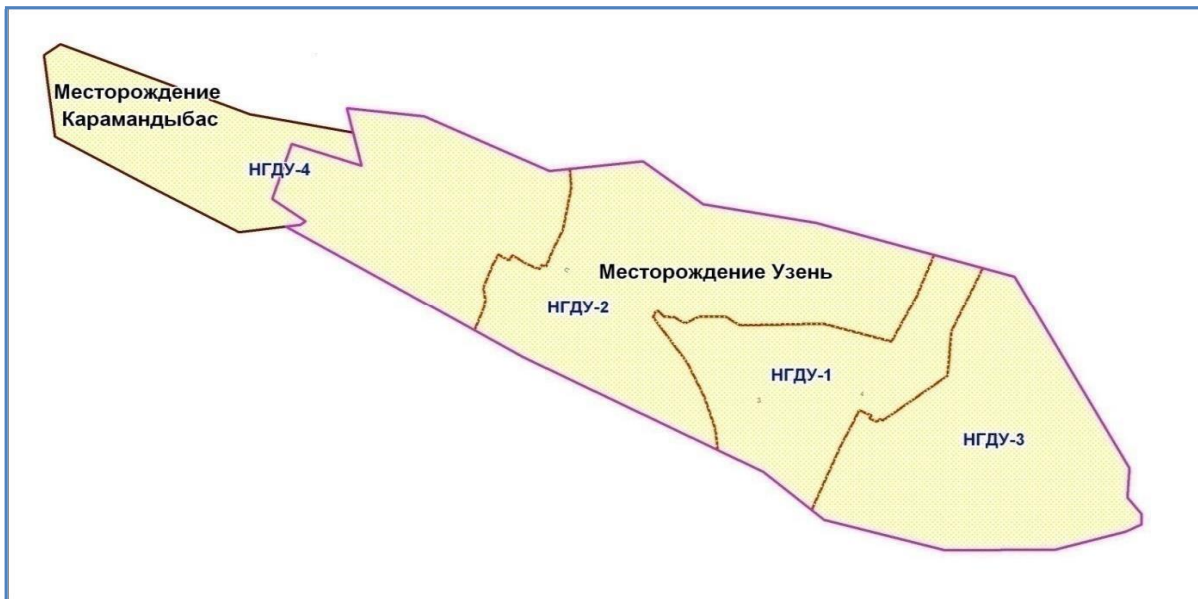 Месторождение
Карамандыбас
НГДУ-4
Месторождение Узень
НГДУ-2
НГДУ-1
НГДУ-3